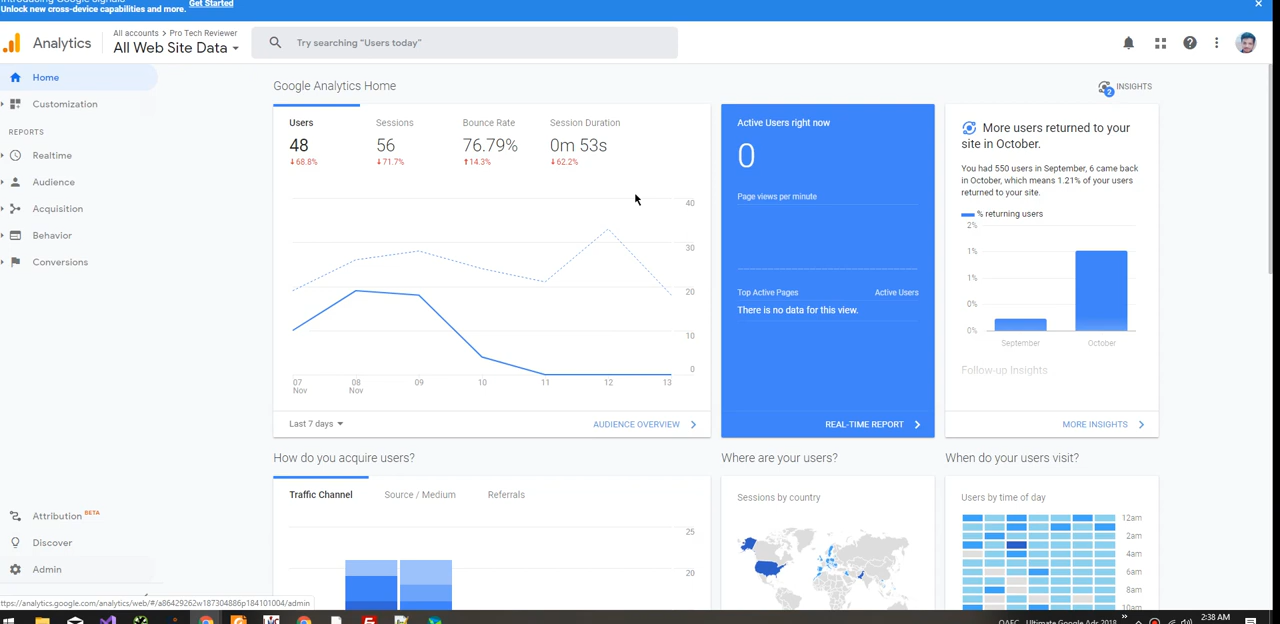 Unlock new cross-device capabilities and more. Get Started
Analytics
All accounts > Pro Tech Reviewer
All Web Site Data
Try searching "Users today"
Home
Customization
REPORTS
Realtime
Audience
Acquisition
Behavior
Conversions
Attribution BETA
Discover
Admin
Google Analytics Home
INSIGHTS
2
Users Sessions Bounce Rate Session Duration
48 56 76.79% 0m 53s
↓68.8% ↓71.7% ↑14.3% ↓62.2%
40
30
20
10
0
07 08 09 10 11 12 13
Nov Nov
Last 7 days
AUDIENCE OVERVIEW
Active Users right now
0
Page views per minute
Top Active Pages Active Users
There is no data for this view.
REAL-TIME REPORT
More users returned to your
site in October.
You had 550 users in September, 6 came back
in October, which means 1.21% of your users
returned to your site.
% returning users
2%
1%
1%
0%
0%
September October
Follow-up Insights
MORE INSIGHTS
How do you acquire users?
Traffic Channel Source / Medium Referrals
25
20
Where are your users?
Sessions by country
When do your users visit?
Users by time of day
12am
2am
4am
6am
8am
10am
https://analytics.google.com/analytics/web/#/a86429262w187304886p184101004/admin
Ultimate Google Ads 2018
2:38 AM